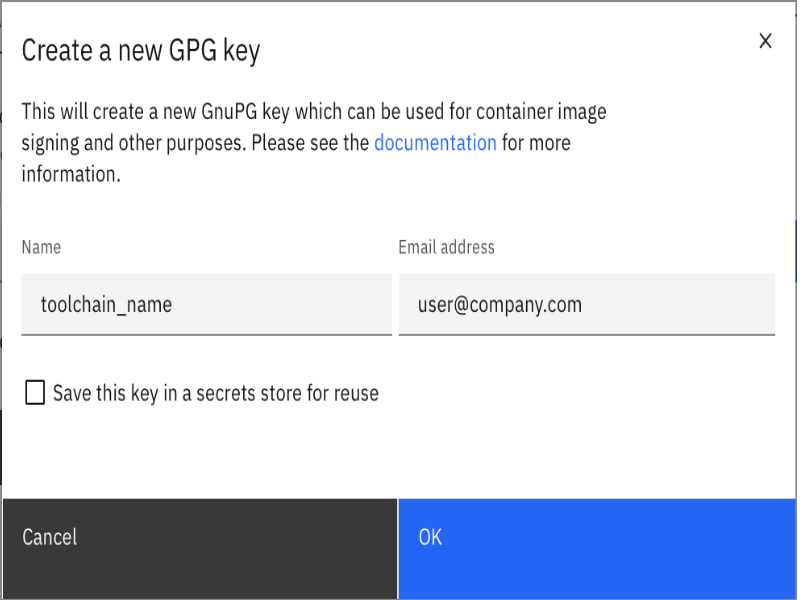 Create a new GPG key
This will create a new GnuPG key which can be used for container image
signing and other purposes. Please see the documentation for more
information.
Name
Email address
toolchain_name
user@company.com
Save this key in a secrets store for reuse
Cancel
OK